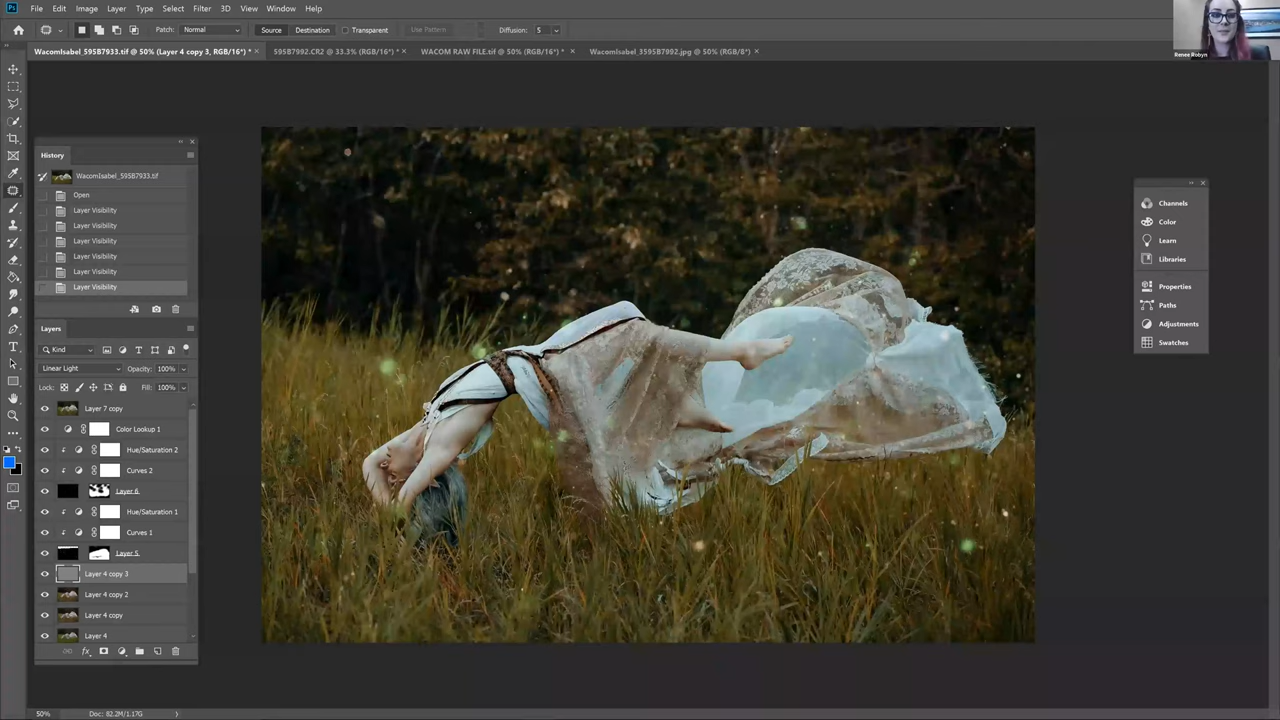 Ps File Edit Image Layer Type Select Filter 3D View Window Help
Patch: Normal Source Destination Transparent Use Pattern Diffusion: 5
WacomIsabel_595B7933.tif @ 50% (Layer 4 copy 3, RGB/16*) * × 595B7992.CR2 @ 33.3% (RGB/16*) * × WACOM RAW FILE.tif @ 50% (RGB/16*) * × WacomIsabel_3595B7992.jpg @ 50% (RGB/8*) ×
Renee Robyn
History
WacomIsabel_595B7933.tif
Open
Layer Visibility
Layer Visibility
Layer Visibility
Layer Visibility
Layer Visibility
Layer Visibility
Layers
Kind
Linear Light Opacity: 100%
Lock: Fill: 100%
Layer 7 copy
Color Lookup 1
Hue/Saturation 2
Curves 2
Layer 6
Hue/Saturation 1
Curves 1
Layer 5
Layer 4 copy 3
Layer 4 copy 2
Layer 4 copy
Layer 4
fx
Channels
Color
Learn
Libraries
Properties
Paths
Adjustments
Swatches
50% Doc: 82.2M/1.17G